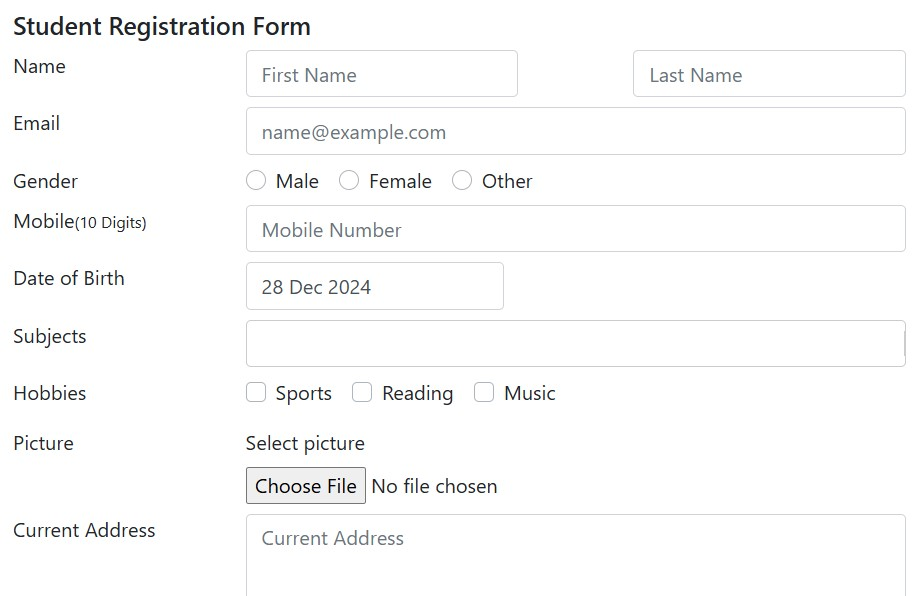 Student Registration Form
Name First Name Last Name
Email name@example.com
Gender Male Female Other
Mobile(10 Digits) Mobile Number
Date of Birth 28 Dec 2024
Subjects
Hobbies Sports Reading Music
Picture Select picture
Choose File No file chosen
Current Address Current Address